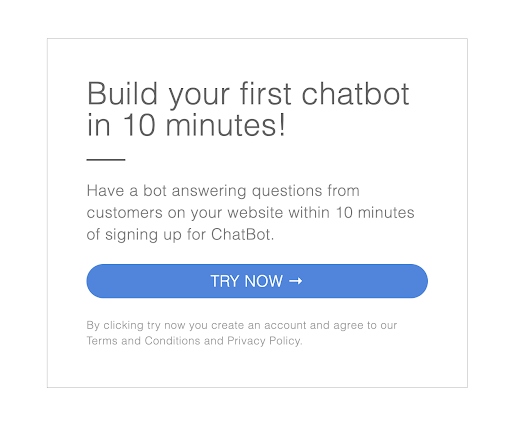 Build your first chatbot
in 10 minutes!
Have a bot answering questions from
customers on your website within 10 minutes
of signing up for ChatBot.
TRY NOW →
By clicking try now you create an account and agree to our
Terms and Conditions and Privacy Policy.